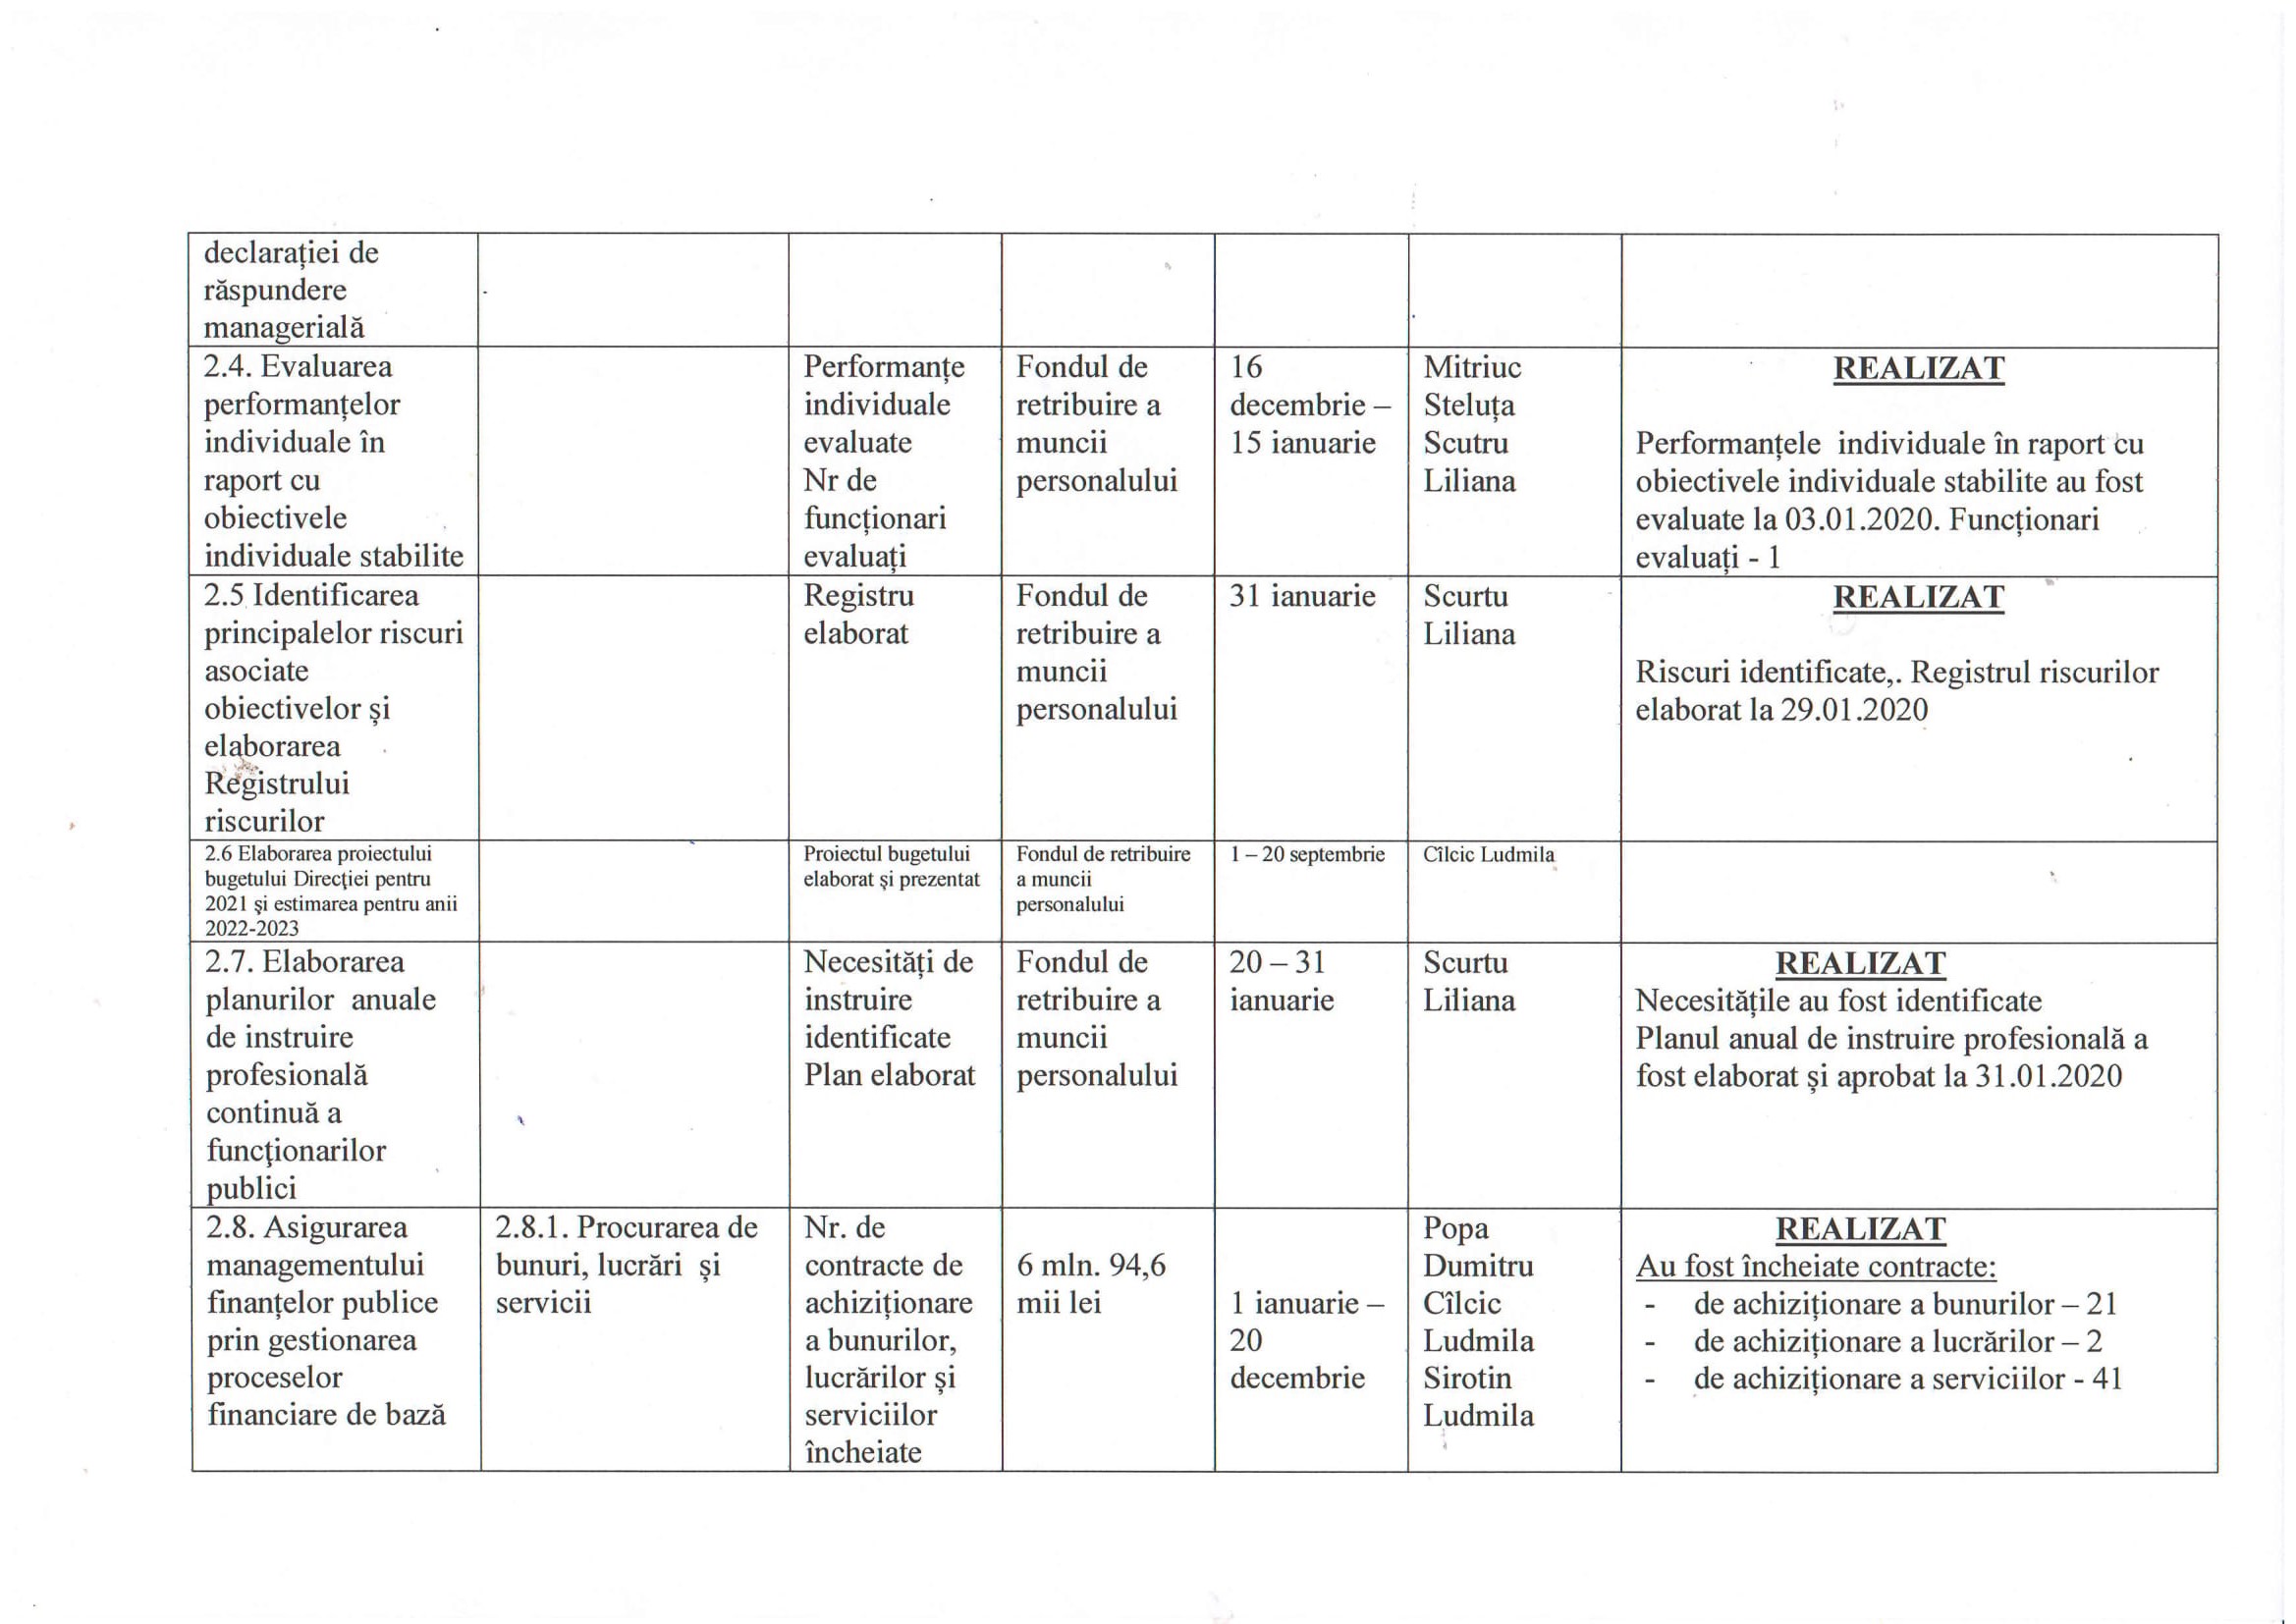 declarației de
răspundere
managerială
2.4. Evaluarea
performanțelor
individuale în
raport cu
obiectivele
individuale stabilite
Performanțe
individuale
evaluate
Nr de
funcționari
evaluați
Fondul de
retribuire a
muncii
personalului
16
decembrie –
15 ianuarie
Mitriuc
Steluța
Scutru
Liliana
REALIZAT
Performanțele individuale în raport cu
obiectivele individuale stabilite au fost
evaluate la 03.01.2020. Funcționari
evaluați - 1
2.5 Identificarea
principalelor riscuri
asociate
obiectivelor și
elaborarea
Registrului
riscurilor
Registru
elaborat
Fondul de
retribuire a
muncii
personalului
31 ianuarie
Scurtu
Liliana
REALIZAT
Riscuri identificate,. Registrul riscurilor
elaborat la 29.01.2020
2.6 Elaborarea proiectului
bugetului Direcţiei pentru
2021 şi estimarea pentru anii
2022-2023
Proiectul bugetului
elaborat şi prezentat
Fondul de retribuire
a muncii
personalului
1 – 20 septembrie
Cîlcic Ludmila
2.7. Elaborarea
planurilor anuale
de instruire
profesională
continuă a
funcţionarilor
publici
Necesități de
instruire
identificate
Plan elaborat
Fondul de
retribuire a
muncii
personalului
20 – 31
ianuarie
Scurtu
Liliana
REALIZAT
Necesitățile au fost identificate
Planul anual de instruire profesională a
fost elaborat și aprobat la 31.01.2020
2.8. Asigurarea
managementului
finanțelor publice
prin gestionarea
proceselor
financiare de bază
2.8.1. Procurarea de
bunuri, lucrări și
servicii
Nr. de
contracte de
achiziționare
a bunurilor,
lucrărilor și
serviciilor
încheiate
6 mln. 94,6
mii lei
1 ianuarie –
20
decembrie
Popa
Dumitru
Cîlcic
Ludmila
Sirotin
Ludmila
REALIZAT
Au fost încheiate contracte:
- de achiziționare a bunurilor – 21
- de achiziționare a lucrărilor – 2
- de achiziționare a serviciilor - 41